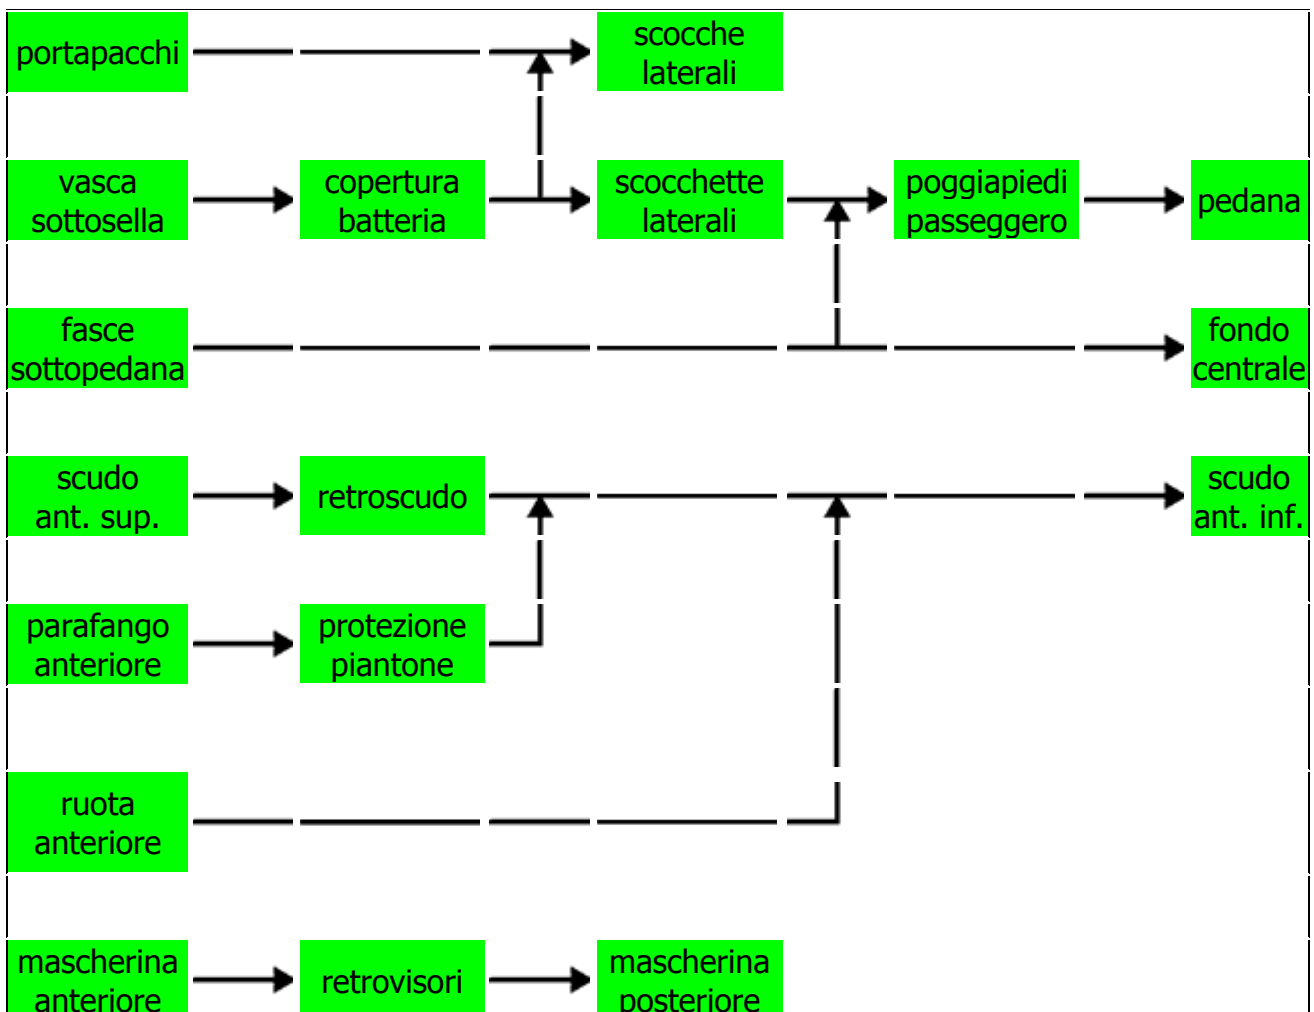 portapacchi
scocche
laterali
vasca
sottosella
copertura
batteria
scocchette
laterali
poggiapiedi
passeggero
pedana
fasce
sottopedana
fondo
centrale
scudo
ant. sup.
retroscudo
scudo
ant. inf.
parafango
anteriore
protezione
piantone
ruota
anteriore
mascherina
anteriore
retrovisori
mascherina
posteriore